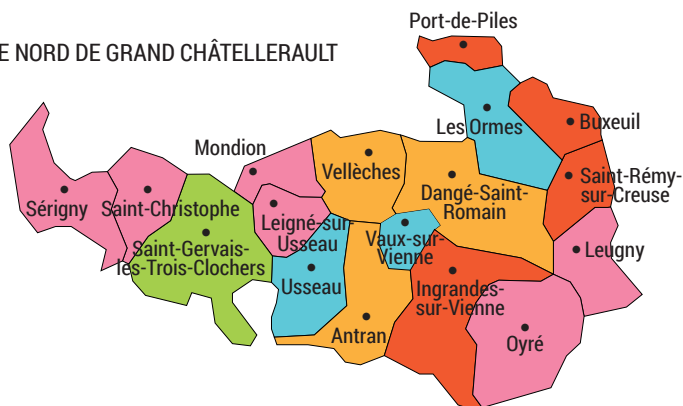 E NORD DE GRAND CHÂTELLERAULT
Port-de-Piles
Les Ormes
Buxeuil
Mondion
Vellèches
Dangé-Saint-
Romain
Saint-Rémy-
sur-Creuse
Sérigny
Saint-Christophe
Leigné-sur-
Usseau
Saint-Gervais-
les-Trois-Clochers
Vaux-sur-
Vienne
Leugny
Usseau
Ingrandes-
sur-Vienne
Antran
Oyré